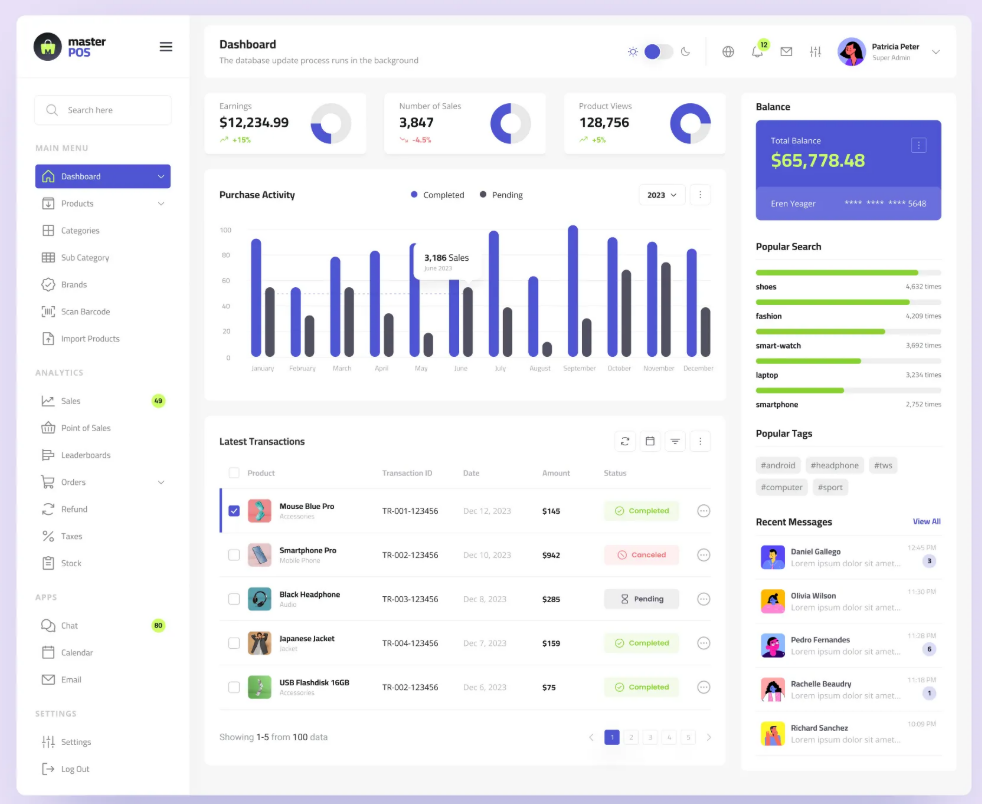 master
POS
Search here
MAIN MENU
Dashboard
Products
Categories
Sub Category
Brands
Scan Barcode
Import Products
ANALYTICS
Sales 49
Point of Sales
Leaderboards
Orders
Refund
Taxes
Stock
APPS
Chat 80
Calendar
Email
SETTINGS
Settings
Log Out
Dashboard
The database update process runs in the background
12
Patricia Peter
Super Admin
Earnings
$12,234.99
+15%
Number of Sales
3,847
-4.5%
Product Views
128,756
+5%
Purchase Activity
Completed Pending
2023
100
80
60
40
20
0
3,186 Sales
June 2023
January February March April May June July August September October November December
Latest Transactions
Product Transaction ID Date Amount Status
Mouse Blue Pro
Accessories
TR-001-123456 Dec 12, 2023 $145 Completed
Smartphone Pro
Mobile Phone
TR-002-123456 Dec 10, 2023 $942 Canceled
Black Headphone
Audio
TR-003-123456 Dec 8, 2023 $285 Pending
Japanese Jacket
Jacket
TR-004-123456 Dec 7, 2023 $159 Completed
USB Flashdisk 16GB
Accessories
TR-002-123456 Dec 6, 2023 $75 Completed
Showing 1-5 from 100 data
1 2 3 4 5
Balance
Total Balance
$65,778.48
Eren Yeager **** **** **** 5648
Popular Search
shoes 4,632 times
fashion 4,209 times
smart-watch 3,692 times
laptop 3,234 times
smartphone 2,752 times
Popular Tags
#android #headphone #tws
#computer #sport
Recent Messages View All
Daniel Gallego 12:45 PM
Lorem ipsum dolor sit amet... 3
Olivia Wilson 11:30 PM
Lorem ipsum dolor sit amet...
Pedro Fernandes 11:28 PM
Lorem ipsum dolor sit amet... 6
Rachelle Beaudry 11:18 PM
Lorem ipsum dolor sit amet... 1
Richard Sanchez 10:08 PM
Lorem ipsum dolor sit amet...